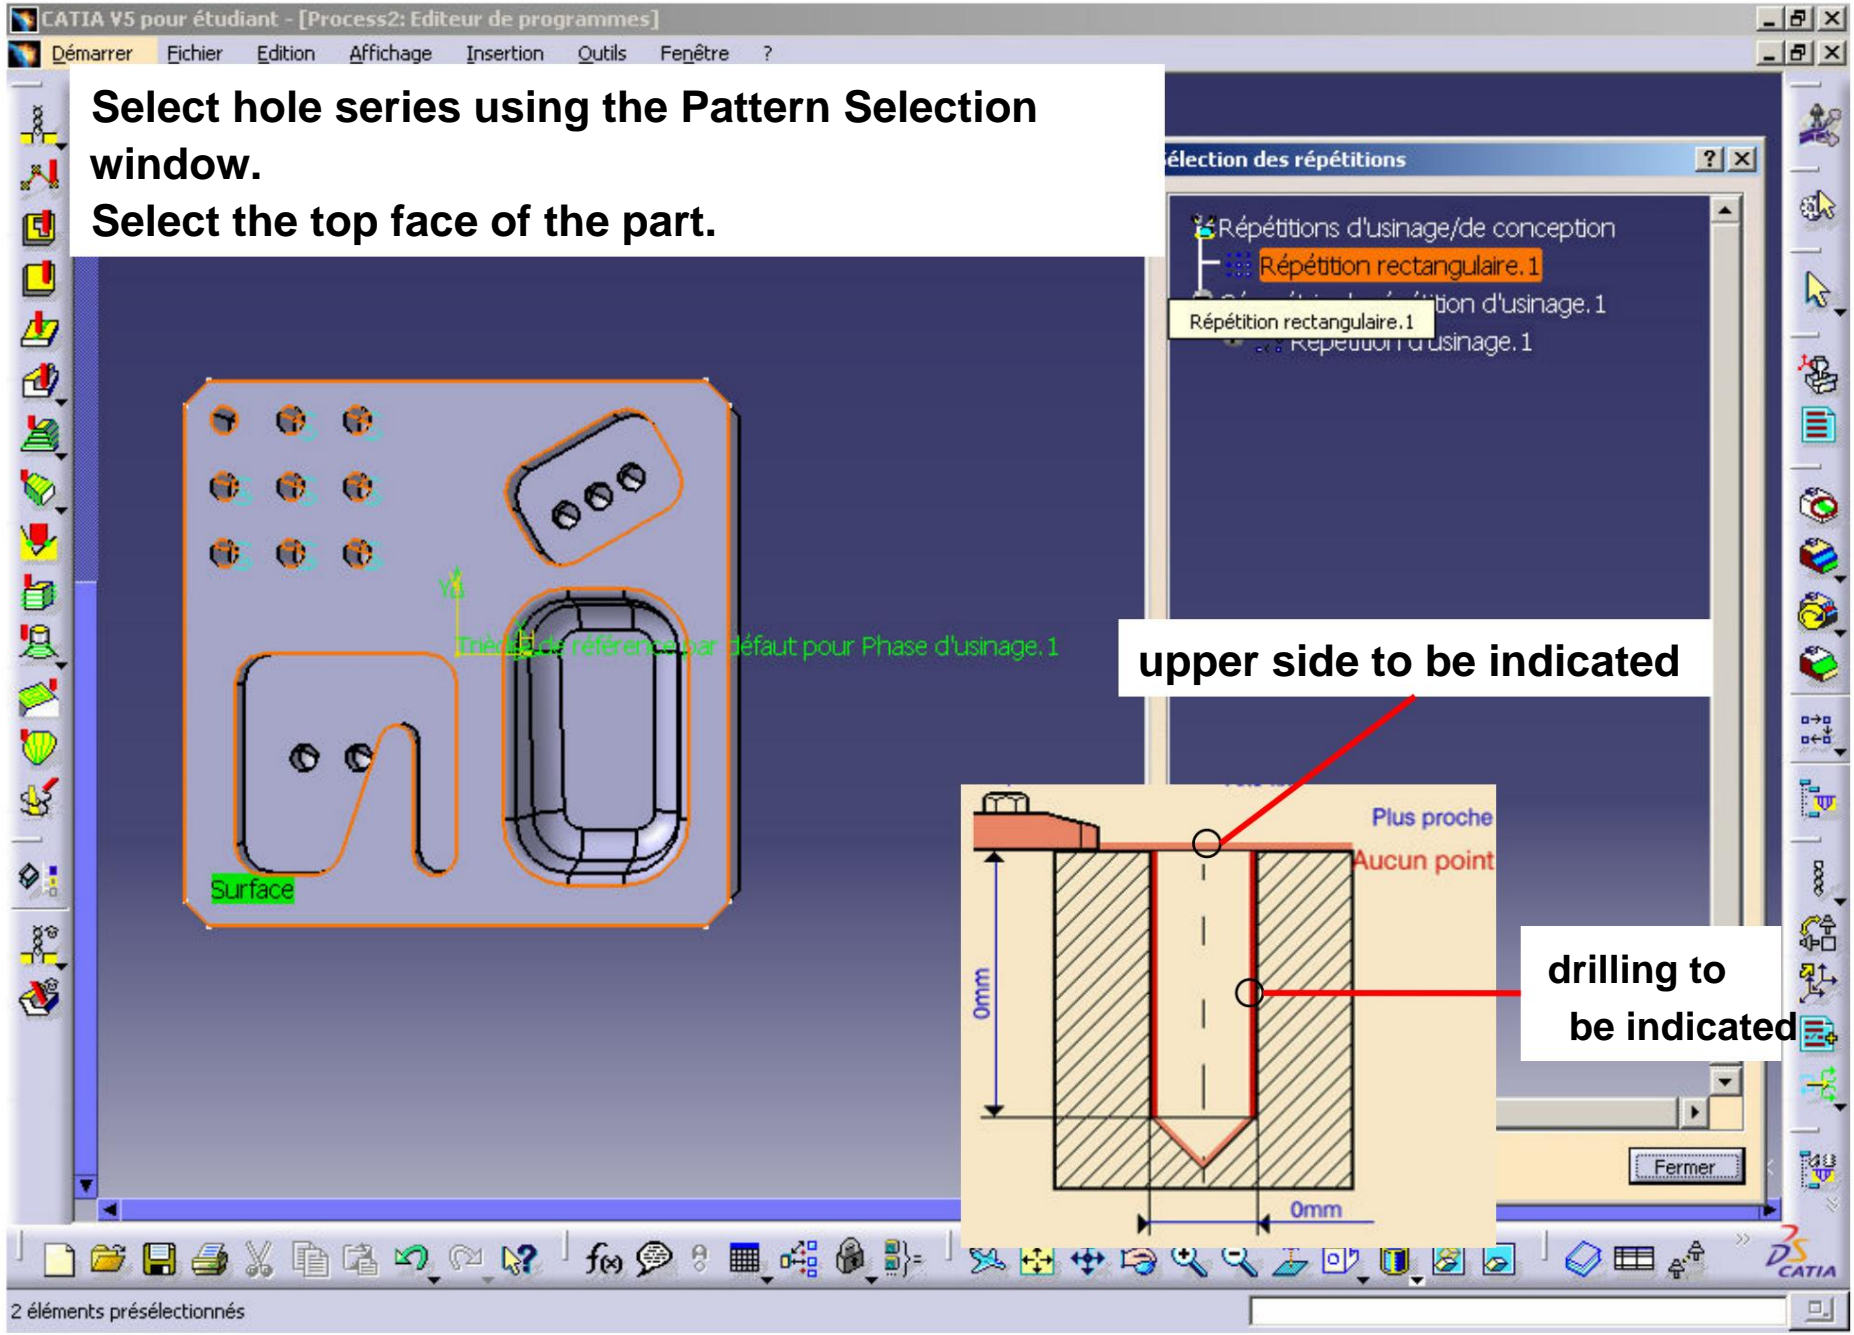 CATIA V5 pour étudiant - [Process2: Editeur de programmes]
Démarrer Fichier Edition Affichage Insertion Outils Fenêtre ?
Select hole series using the Pattern Selection
window.
Select the top face of the part.
élection des répétitions
Répétitions d'usinage/de conception
Répétition rectangulaire.1
tion d'usinage.1
Répétition rectangulaire.1
Répétition d'usinage.1
Y
Trièdre de référence par défaut pour Phase d'usinage.1
upper side to be indicated
Plus proche
Aucun point
Surface
0mm
drilling to
be indicated
Fermer
0mm
f(x)
CATIA
2 éléments présélectionnés